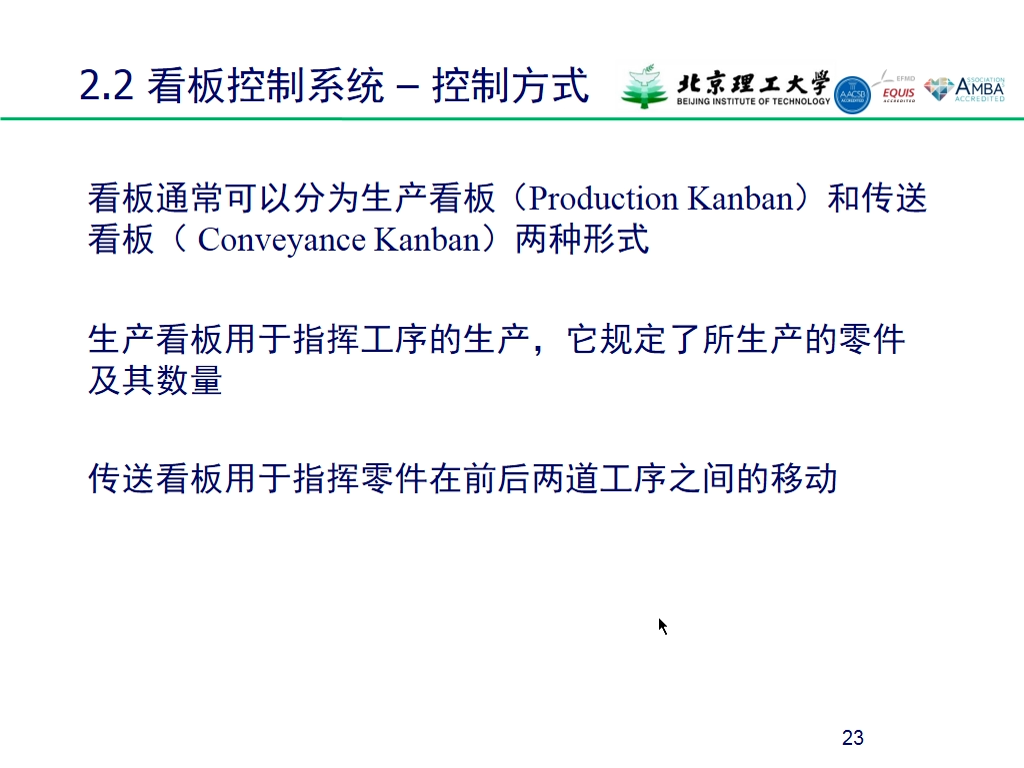 2.2 看板控制系统 – 控制方式
北京理工大学
BEIJING INSTITUTE OF TECHNOLOGY
AACSB
ACCREDITED
EFMD
EQUIS
ACCREDITED
ASSOCIATION
AMBA
ACCREDITED
看板通常可以分为生产看板（Production Kanban）和传送
看板（ Conveyance Kanban）两种形式
生产看板用于指挥工序的生产，它规定了所生产的零件
及其数量
传送看板用于指挥零件在前后两道工序之间的移动
23